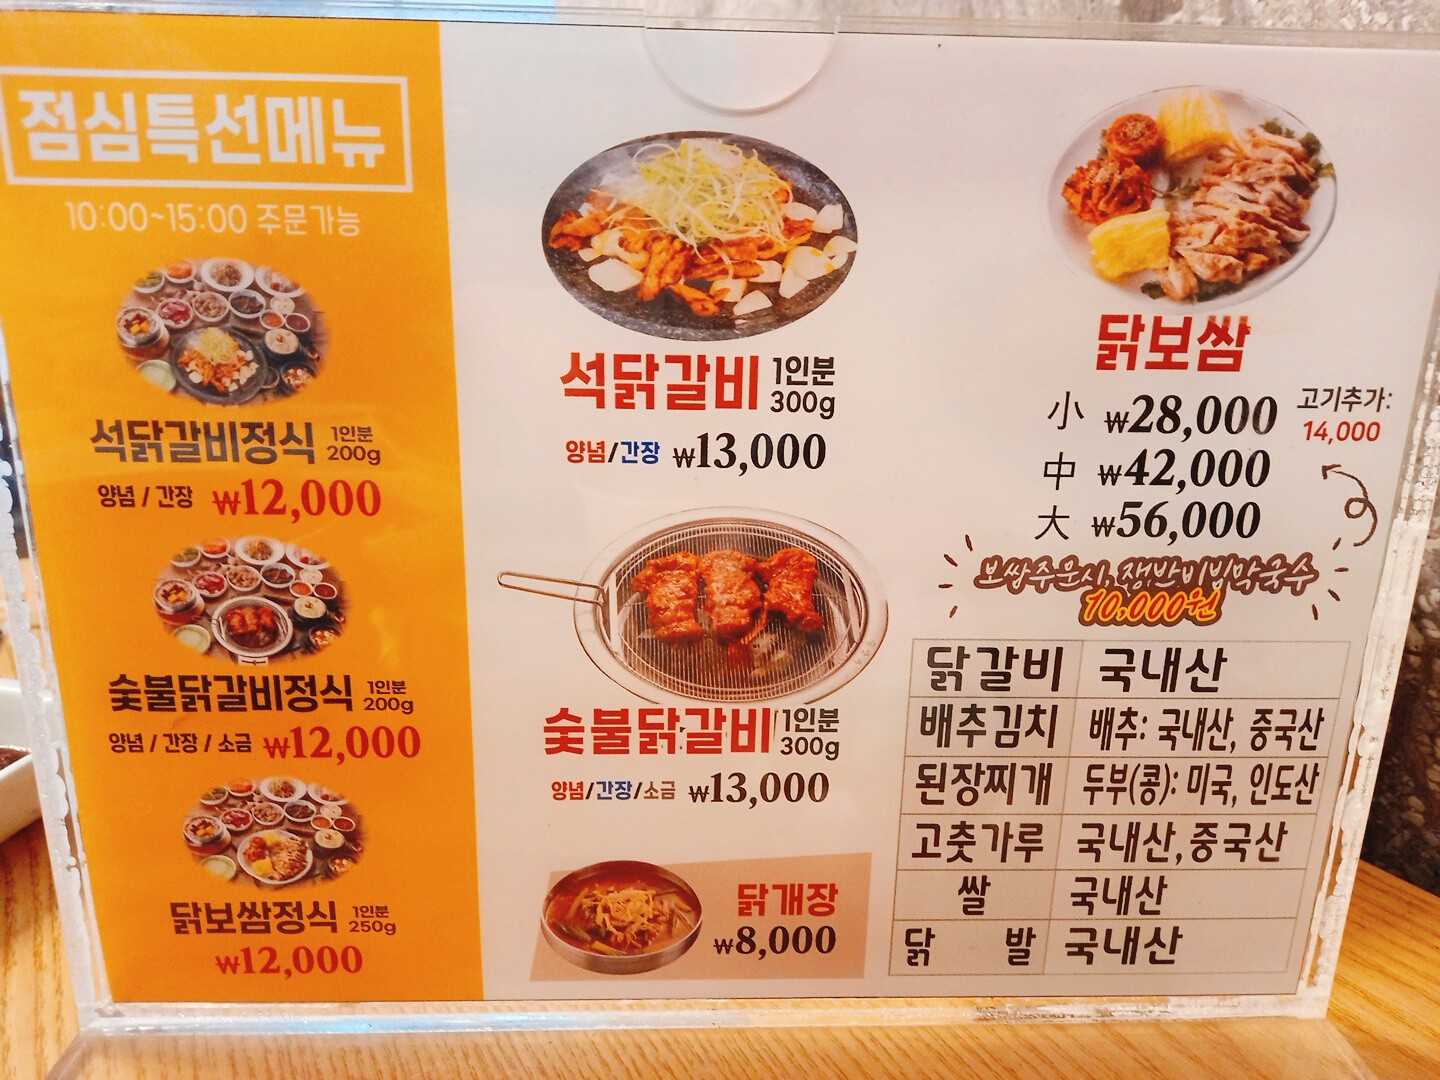 점심특선메뉴
10:00~15:00 주문가능
석닭갈비정식 1인분 200g
양념 / 간장 ₩12,000
숯불닭갈비정식 1인분 200g
양념 / 간장 / 소금 ₩12,000
닭보쌈정식 1인분 250g
₩12,000
석닭갈비 1인분 300g
양념/간장 ₩13,000
숯불닭갈비 1인분 300g
양념/간장/소금 ₩13,000
닭개장
₩8,000
닭보쌈
小 ₩28,000
中 ₩42,000
大 ₩56,000
고기추가:
14,000
보쌈주문시, 쟁반비빔막국수
10,000원
닭갈비 국내산
배추김치 배추: 국내산, 중국산
된장찌개 두부(콩): 미국, 인도산
고춧가루 국내산, 중국산
쌀 국내산
닭 발 국내산